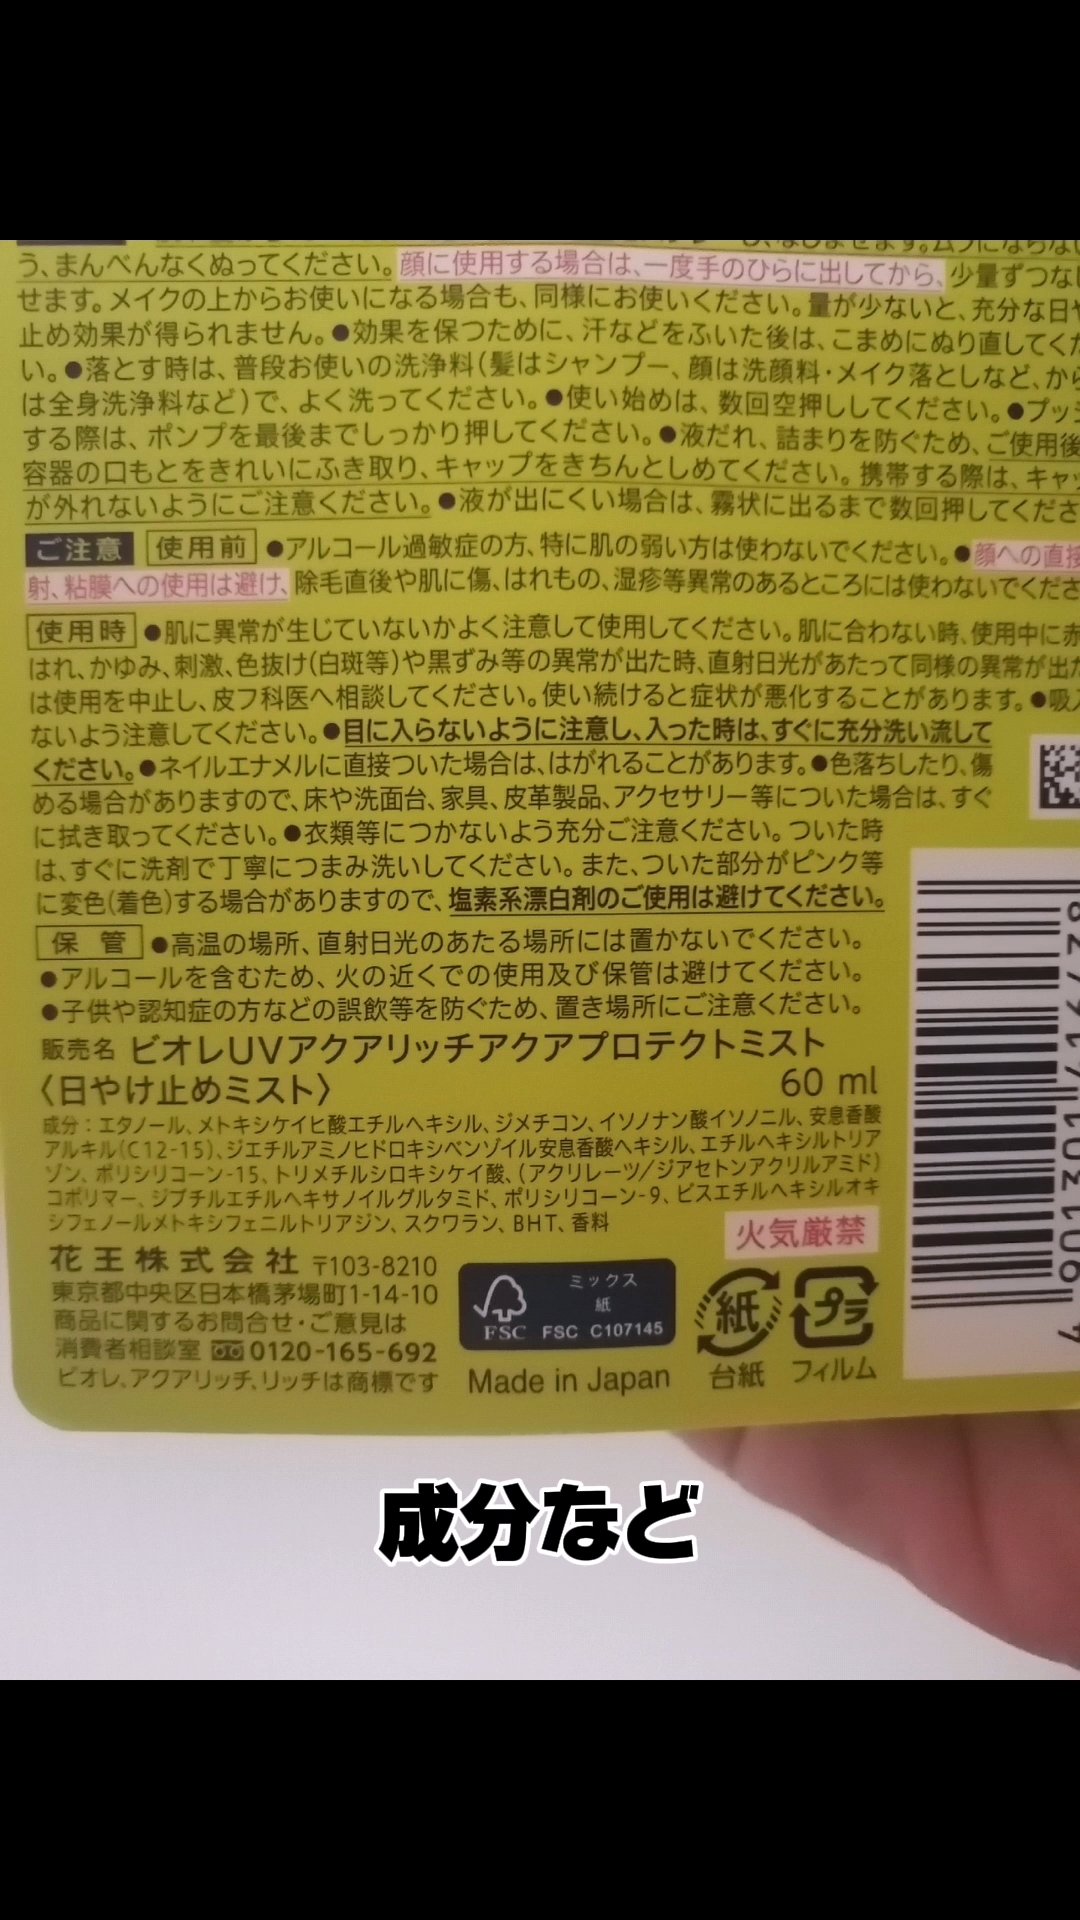 う、まんべんなくぬってください。顔に使用する場合は、一度手のひらに出してから、少量ずつな
せます。メイクの上からお使いになる場合も、同様にお使いください。量が少ないと、充分な日や
止め効果が得られません。●効果を保つために、汗などをふいた後は、こまめにぬり直してくだ
い。●落とす時は、普段お使いの洗浄料(髪はシャンプー、顔は洗顔料・メイク落としなど、から
は全身洗浄料など)で、よく洗ってください。●使い始めは、数回空押ししてください。●プッシ
する際は、ポンプを最後までしっかり押してください。●液だれ、詰まりを防ぐため、ご使用後
容器の口もとをきれいにふき取り、キャップをきちんとしめてください。携帯する際は、キャッ
が外れないようにご注意ください。●液が出にくい場合は、霧状に出るまで数回押してくださ
ご注意 使用前 ●アルコール過敏症の方、特に肌の弱い方は使わないでください。●顔への直接
射、粘膜への使用は避け、除毛直後や肌に傷、はれもの、湿疹等異常のあるところには使わないでくださ
使用時 ●肌に異常が生じていないかよく注意して使用してください。肌に合わない時、使用中に赤
はれ、かゆみ、刺激、色抜け(白斑等)や黒ずみ等の異常が出た時、直射日光があたって同様の異常が出た
は使用を中止し、皮フ科医へ相談してください。使い続けると症状が悪化することがあります。●吸入
ないよう注意してください。●目に入らないように注意し、入った時は、すぐに充分洗い流して
ください。●ネイルエナメルに直接ついた場合は、はがれることがあります。●色落ちしたり、傷
める場合がありますので、床や洗面台、家具、皮革製品、アクセサリー等についた場合は、すぐ
に拭き取ってください。●衣類等につかないよう充分ご注意ください。ついた時
は、すぐに洗剤で丁寧につまみ洗いしてください。また、ついた部分がピンク等
に変色(着色)する場合がありますので、塩素系漂白剤のご使用は避けてください。
保 管 ●高温の場所、直射日光のあたる場所には置かないでください。
●アルコールを含むため、火の近くでの使用及び保管は避けてください。
●子供や認知症の方などの誤飲等を防ぐため、置き場所にご注意ください。
販売名 ビオレUVアクアリッチアクアプロテクトミスト
〈日やけ止めミスト〉 60 ml
成分:エタノール、メトキシケイヒ酸エチルヘキシル、ジメチコン、イソノナン酸イソノニル、安息香酸
アルキル(C12-15)、ジエチルアミノヒドロキシベンゾイル安息香酸ヘキシル、エチルヘキシルトリア
ゾン、ポリシリコーン-15、トリメチルシロキシケイ酸、(アクリレーツ/ジアセトンアクリルアミド)
コポリマー、ジブチルエチルヘキサノイルグルタミド、ポリシリコーン-9、ビスエチルヘキシルオキ
シフェノールメトキシフェニルトリアジン、スクワラン、BHT、香料
火気厳禁
花王株式会社 〒103-8210
東京都中央区日本橋茅場町1-14-10
商品に関するお問合せ・ご意見は
消費者相談室 0120-165-692
ビオレ、アクアリッチ、リッチは商標です
ミックス
紙
FSC FSC C107145
Made in Japan
紙
台紙
プラ
フィルム
成分など